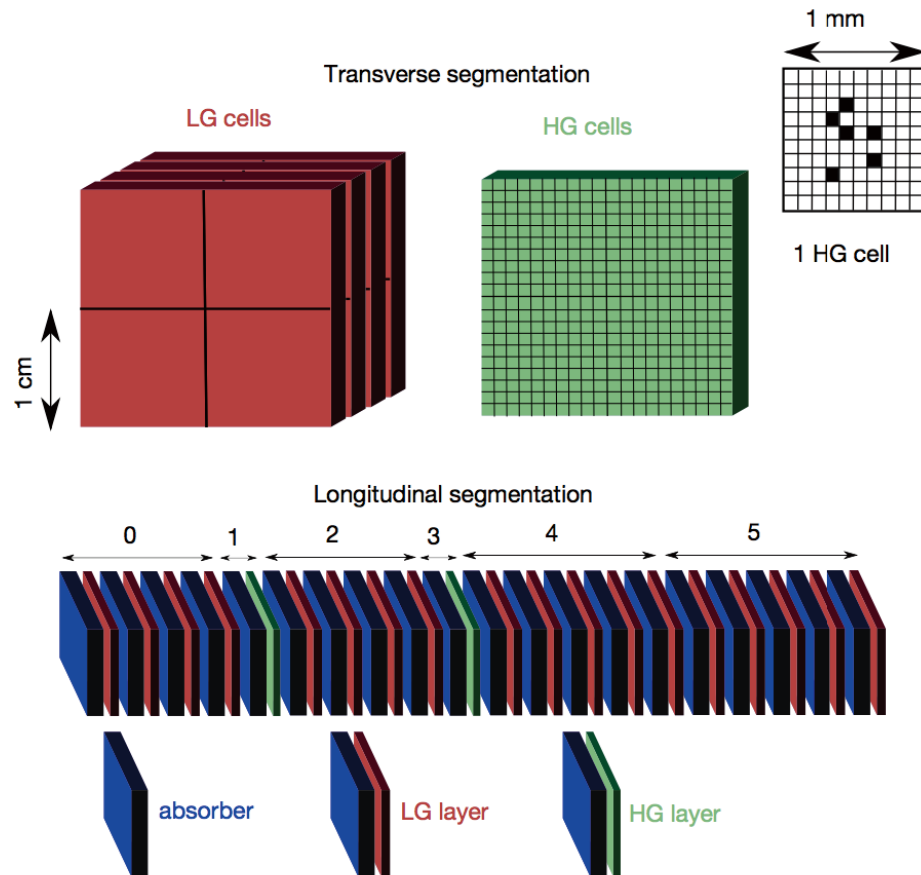 1 mm
Transverse segmentation
LG cells
HG cells
1 HG cell
1 cm
Longitudinal segmentation
0 1 2 3 4 5
absorber
LG layer
HG layer